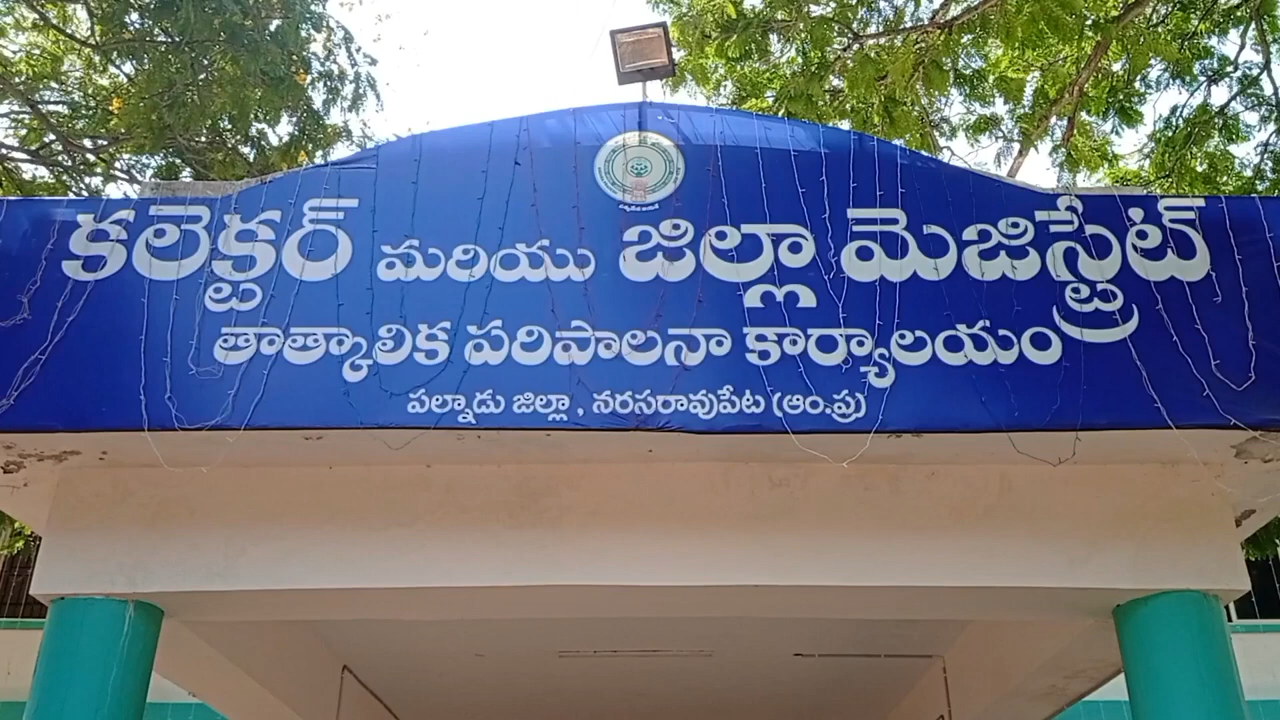 కలెక్టర్ మరియు జిల్లా మెజిస్ట్రేట్
తాత్కాలిక పరిపాలనా కార్యాలయం
పల్నాడు జిల్లా, నరసరావుపేట (ఆం.ప్ర)